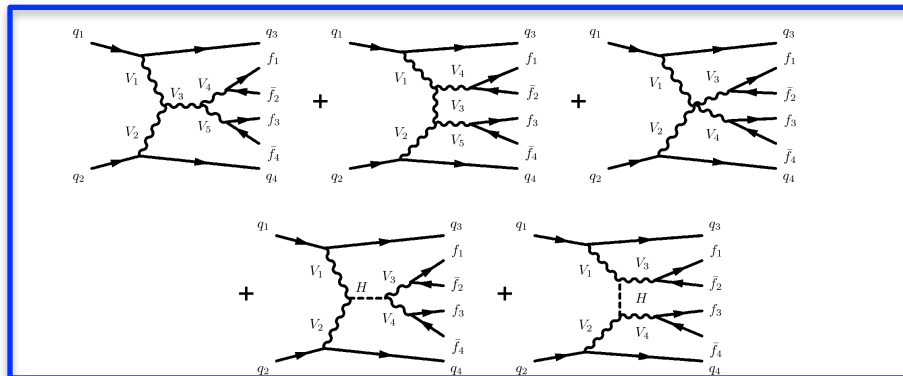 q₁ q₃ q₁ q₃ q₁ q₃
f₁ f₁ f₁
V₁ V₄ V₁ V₄ V₁ V₃
V₃ f̄₂ + V₃ f̄₂ + f̄₂
f₃ f₃ f₃
V₂ V₅ V₂ V₅ V₂ V₄
f̄₄ f̄₄ f̄₄
q₂ q₄ q₂ q₄ q₂ q₄
q₁ q₃ q₁ q₃
f₁ f₁
V₁ V₃ V₁ V₃
+ H f̄₂ + H f̄₂
f₃ f₃
V₂ V₄ V₂ V₄
f̄₄ f̄₄
q₂ q₄ q₂ q₄